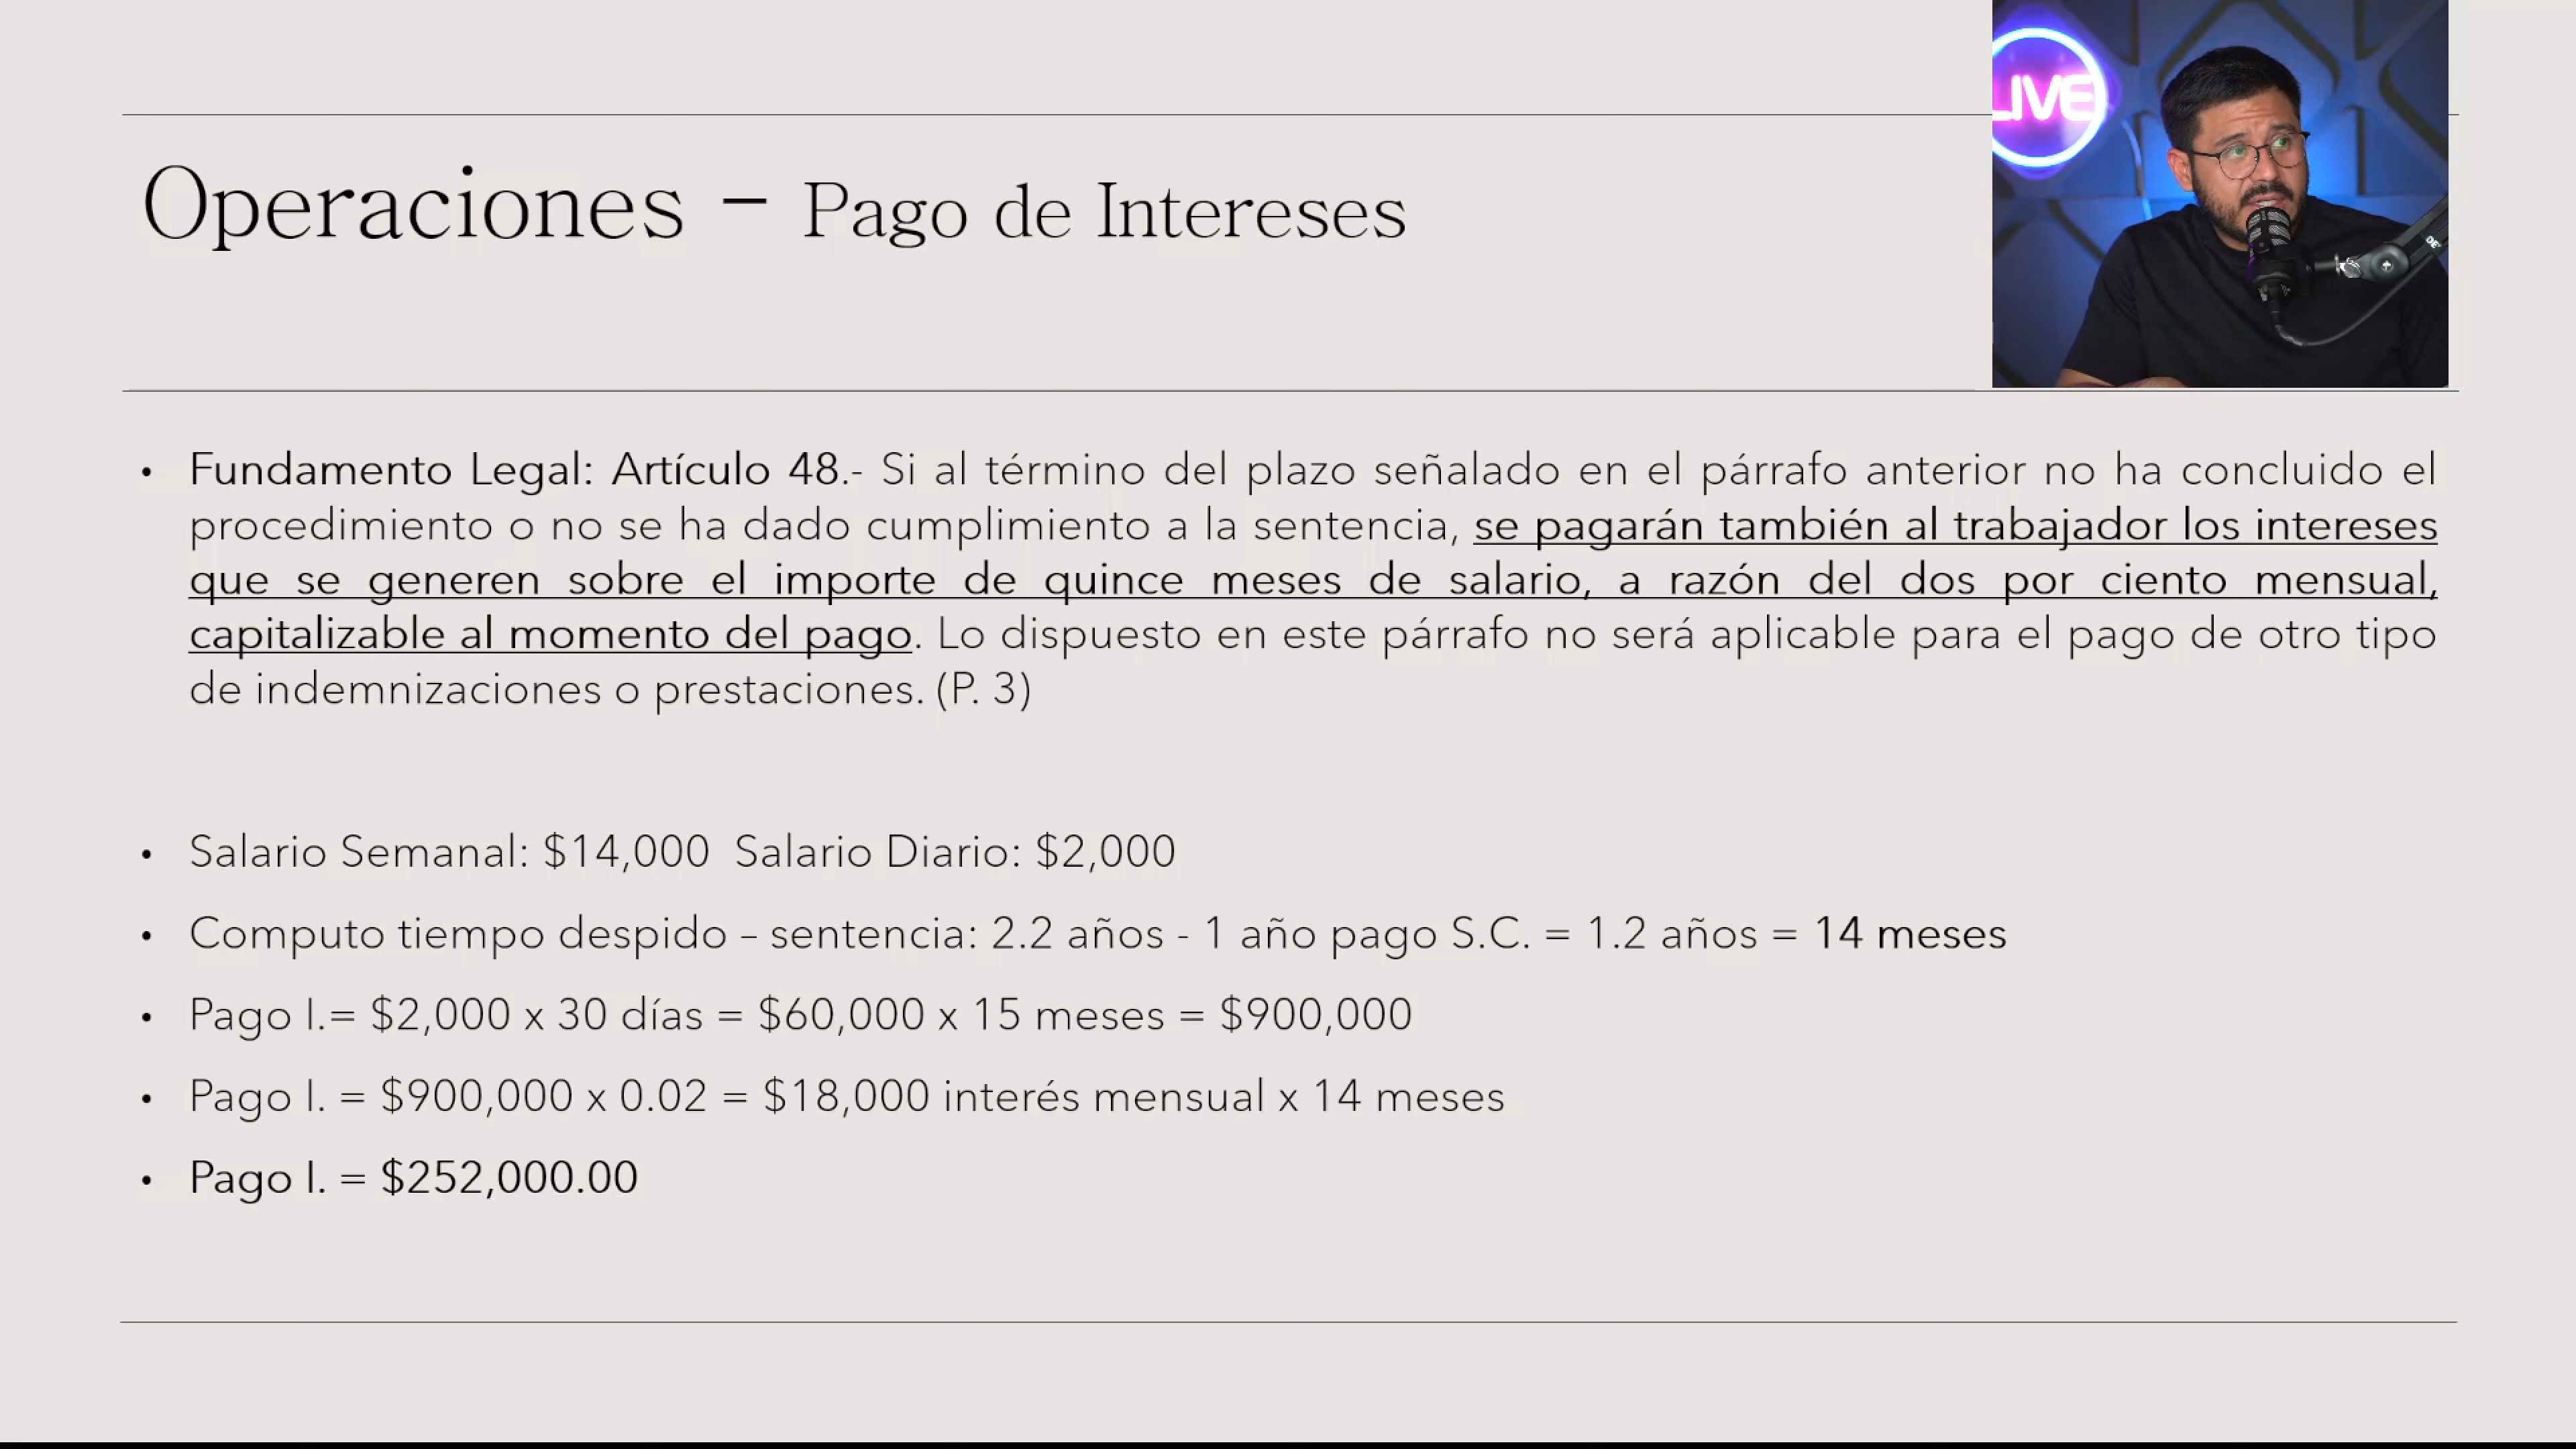 LIVE
Operaciones – Pago de Intereses
• Fundamento Legal: Artículo 48.- Si al término del plazo señalado en el párrafo anterior no ha concluido el
procedimiento o no se ha dado cumplimiento a la sentencia, se pagarán también al trabajador los intereses
que se generen sobre el importe de quince meses de salario, a razón del dos por ciento mensual,
capitalizable al momento del pago. Lo dispuesto en este párrafo no será aplicable para el pago de otro tipo
de indemnizaciones o prestaciones. (P. 3)
• Salario Semanal: $14,000 Salario Diario: $2,000
• Computo tiempo despido – sentencia: 2.2 años - 1 año pago S.C. = 1.2 años = 14 meses
• Pago I.= $2,000 x 30 días = $60,000 x 15 meses = $900,000
• Pago I. = $900,000 x 0.02 = $18,000 interés mensual x 14 meses
• Pago I. = $252,000.00